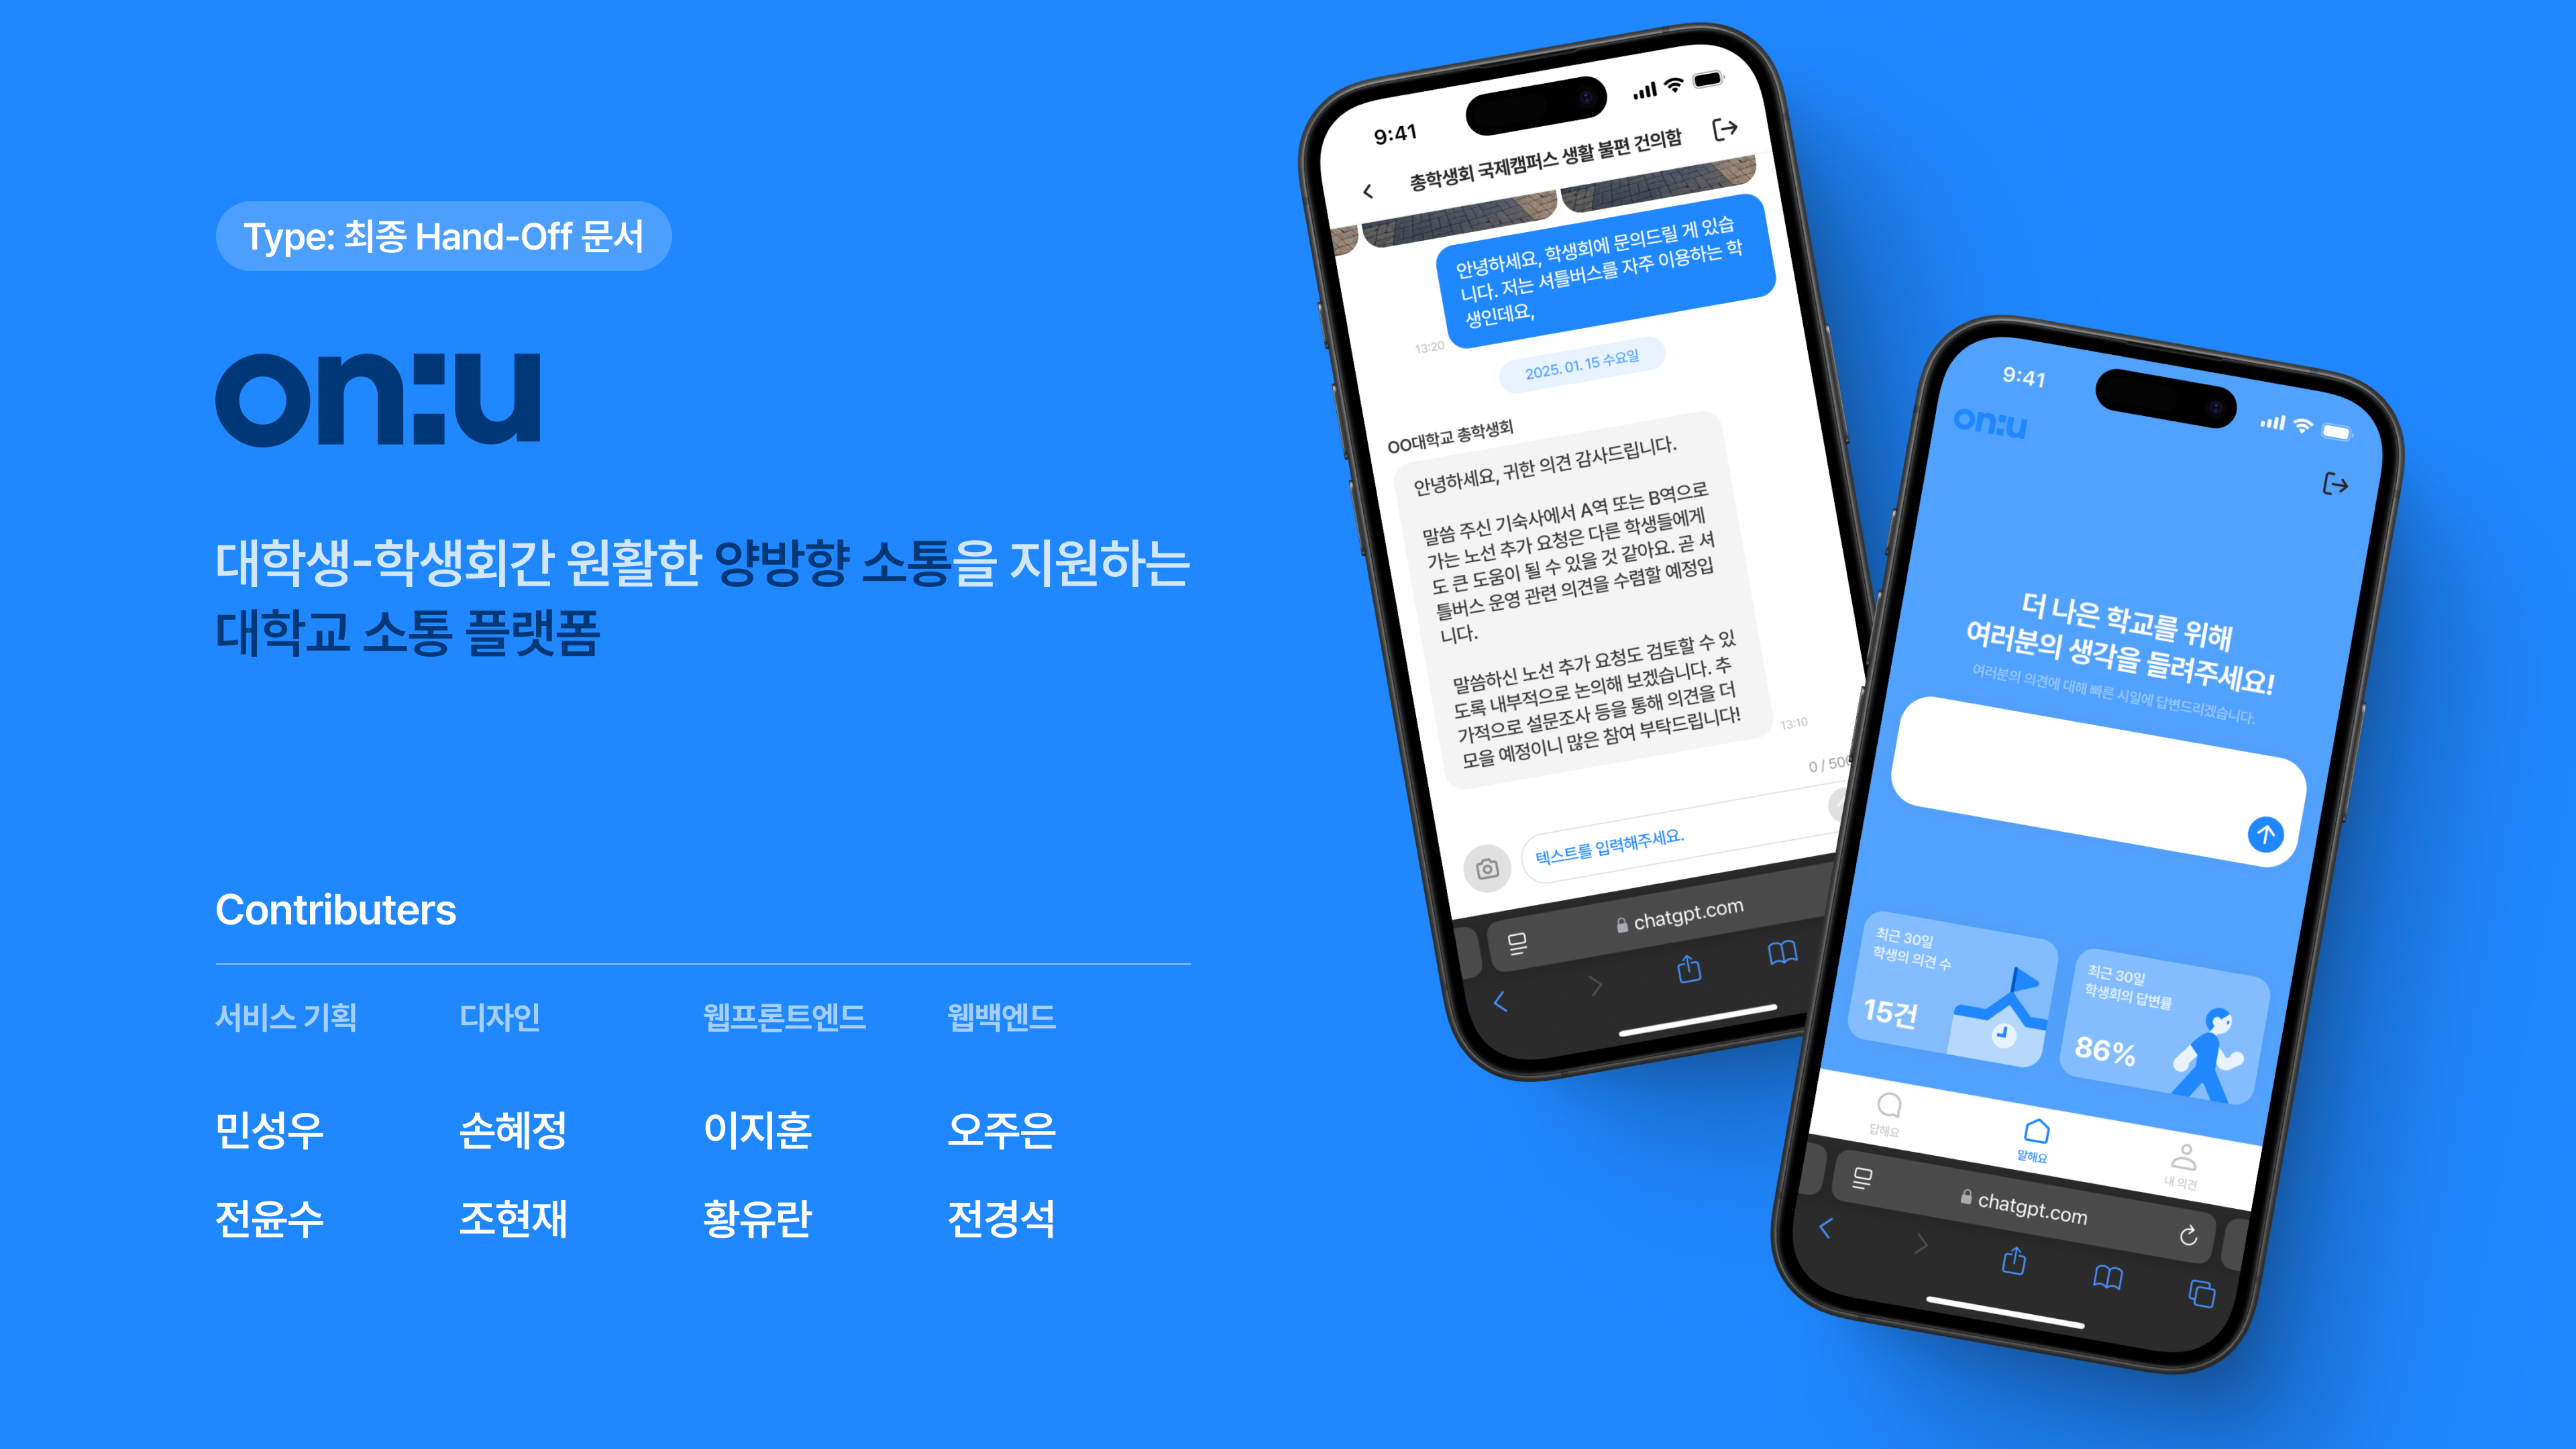 Type: 최종 Hand-Off 문서
on:u
대학생-학생회간 원활한 양방향 소통을 지원하는
대학교 소통 플랫폼
Contributers
서비스 기획 디자인 웹프론트엔드 웹백엔드
민성우 손혜정 이지훈 오주은
전윤수 조현재 황유란 전경석
9:41
총학생회 국제캠퍼스 생활 불편 건의함
안녕하세요, 학생회에 문의드릴 게 있습
니다. 저는 셔틀버스를 자주 이용하는 학
생인데요,
13:20
2025. 01. 15 수요일
OO대학교 총학생회
안녕하세요, 귀한 의견 감사드립니다.
말씀 주신 기숙사에서 A역 또는 B역으로
가는 노선 추가 요청은 다른 학생들에게
도 큰 도움이 될 수 있을 것 같아요. 곧 셔
틀버스 운영 관련 의견을 수렴할 예정입
니다.
말씀하신 노선 추가 요청도 검토할 수 있
도록 내부적으로 논의해 보겠습니다. 추
가적으로 설문조사 등을 통해 의견을 더
모을 예정이니 많은 참여 부탁드립니다!
13:10
0 / 500
텍스트를 입력해주세요.
chatgpt.com
9:41
on:u
더 나은 학교를 위해
여러분의 생각을 들려주세요!
여러분의 의견에 대해 빠른 시일에 답변드리겠습니다.
최근 30일
학생의 의견 수
15건
최근 30일
학생회의 답변률
86%
답해요
말해요
내 의견
chatgpt.com